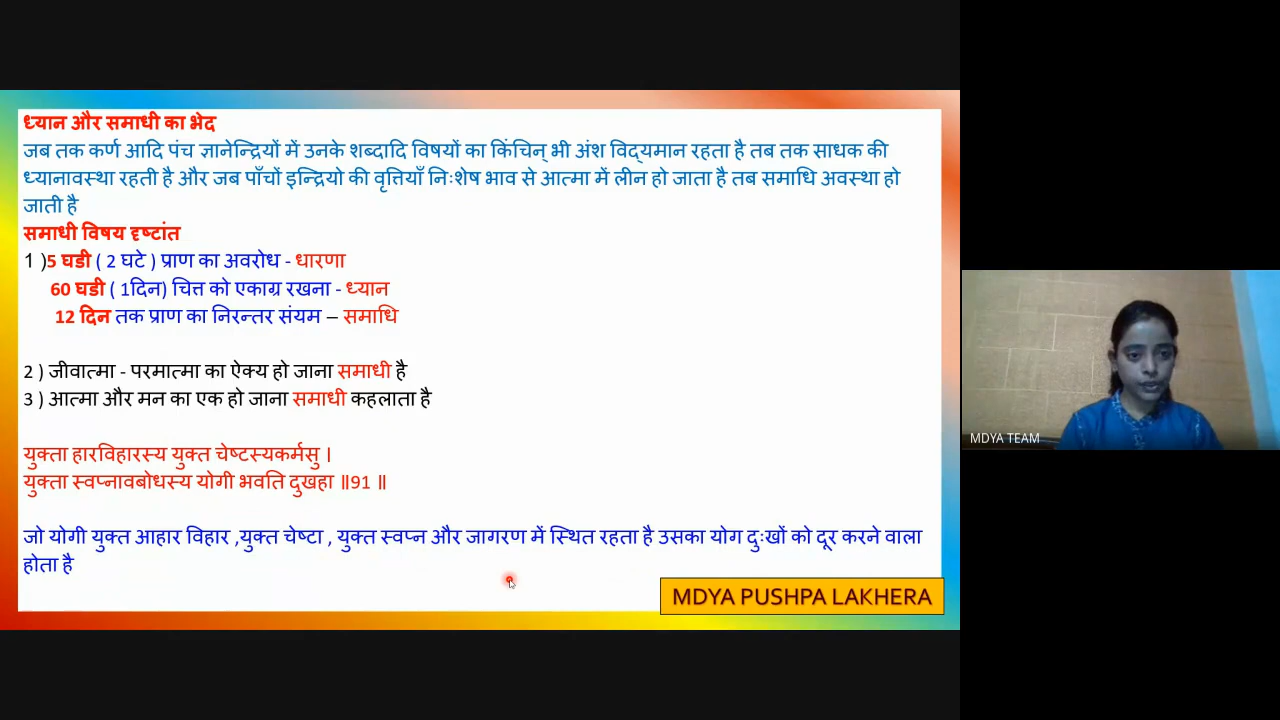 ध्यान और समाधी का भेद
जब तक कर्ण आदि पंच ज्ञानेन्द्रियों में उनके शब्दादि विषयों का किंचिन् भी अंश विद्यमान रहता है तब तक साधक की
ध्यानावस्था रहती है और जब पाँचों इन्द्रियो की वृत्तियाँ निःशेष भाव से आत्मा में लीन हो जाता है तब समाधि अवस्था हो
जाती है
समाधी विषय दृष्टांत
1 )5 घडी ( 2 घटे ) प्राण का अवरोध - धारणा
60 घडी ( 1दिन) चित्त को एकाग्र रखना - ध्यान
12 दिन तक प्राण का निरन्तर संयम – समाधि
2 ) जीवात्मा - परमात्मा का ऐक्य हो जाना समाधी है
3 ) आत्मा और मन का एक हो जाना समाधी कहलाता है
युक्ता हारविहारस्य युक्त चेष्टस्यकर्मसु ।
युक्ता स्वप्नावबोधस्य योगी भवति दुखहा ॥91 ॥
जो योगी युक्त आहार विहार ,युक्त चेष्टा , युक्त स्वप्न और जागरण में स्थित रहता है उसका योग दुःखों को दूर करने वाला
होता है
MDYA PUSHPA LAKHERA
MDYA TEAM